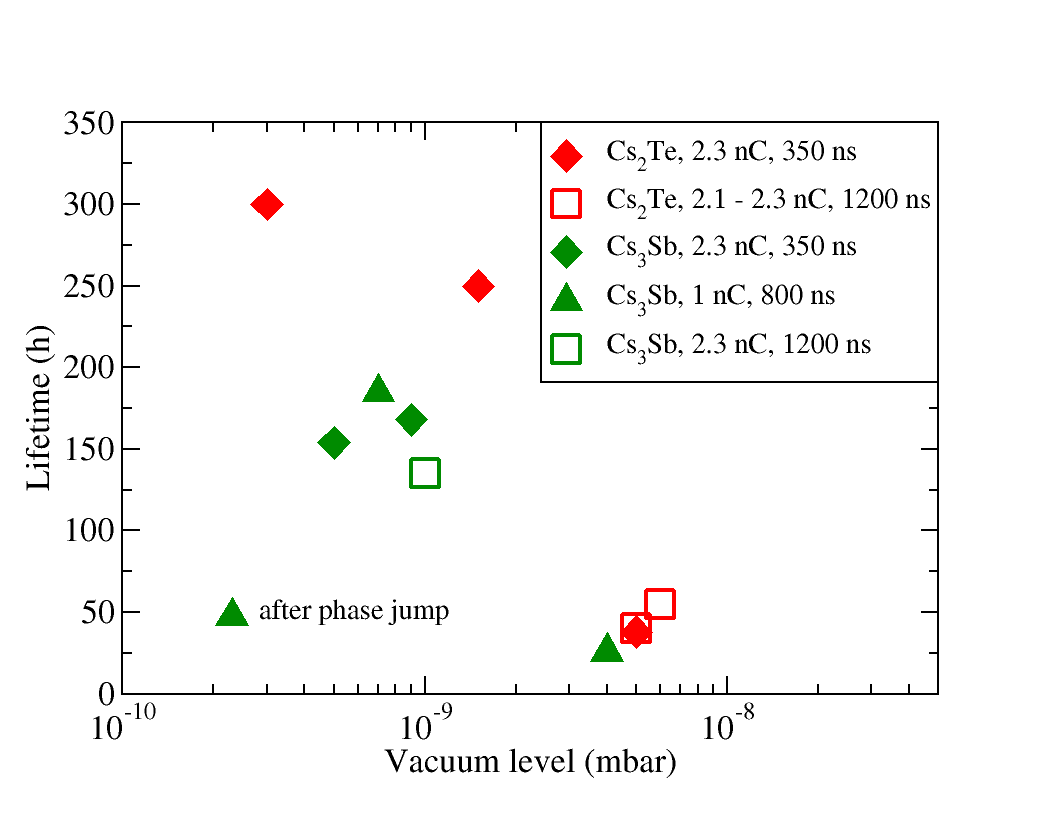 350
300
250
200
150
100
50
0
Lifetime (h)
Cs2Te, 2.3 nC, 350 ns
Cs2Te, 2.1 - 2.3 nC, 1200 ns
Cs3Sb, 2.3 nC, 350 ns
Cs3Sb, 1 nC, 800 ns
Cs3Sb, 2.3 nC, 1200 ns
after phase jump
10-10
10-9
10-8
Vacuum level (mbar)